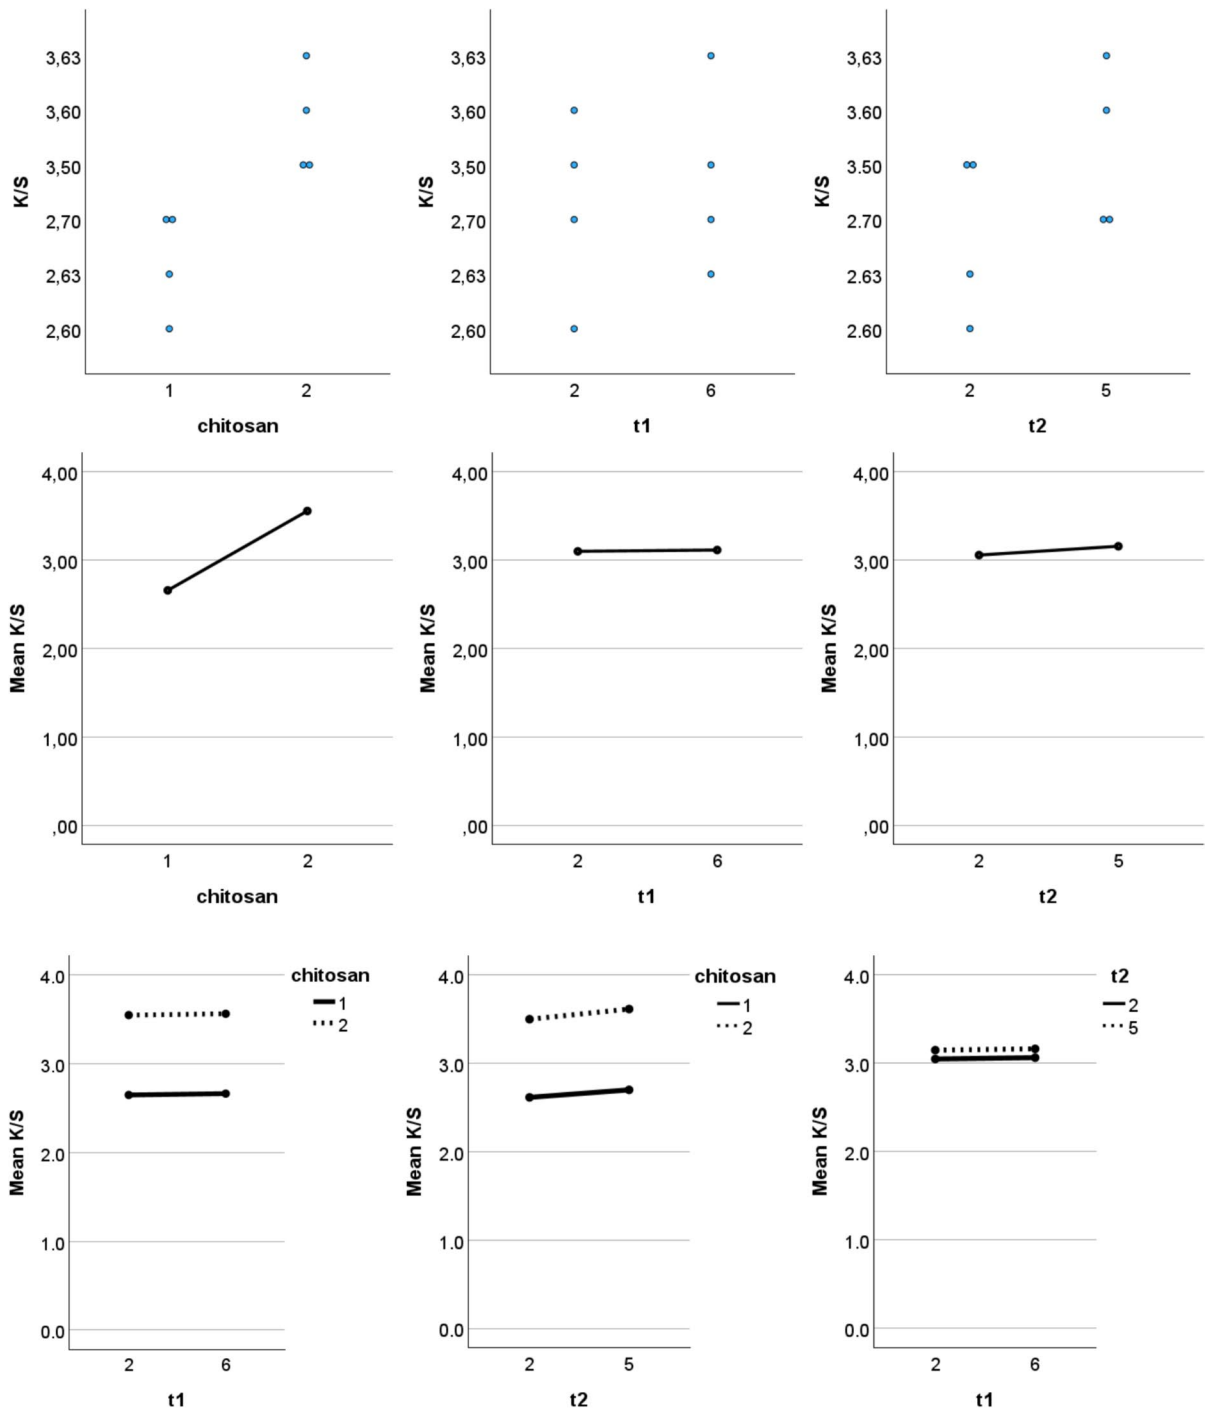 3,63 3,63 3,63
3,60 3,60 3,60
3,50 3,50 3,50
K/S K/S K/S
2,70 2,70 2.70
2,63 2,63 2.63
2,60 2,60 2.60
1 2 2 6 2 5
chitosan t1 t2
4,00 4,00 4,00
3,00 3,00 3,00
Mean K/S Mean K/S Mean K/S
2,00 2,00 2,00
1,00 1,00 1,00
,00 ,00 ,00
1 2 2 6 2 5
chitosan t1 t2
4.0 chitosan 4.0 chitosan 4.0 t2
1 1 2
2 2 5
3.0 3.0 3.0
Mean K/S Mean K/S Mean K/S
2.0 2.0 2.0
1.0 1.0 1.0
0.0 0.0 0.0
2 6 2 5 2 6
t1 t2 t1